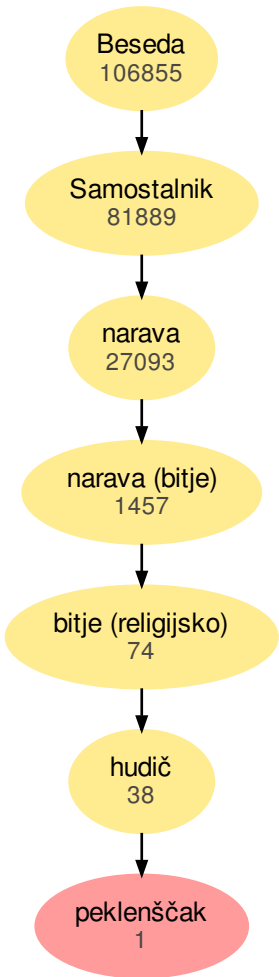 Beseda
106855
Samostalnik
81889
narava
27093
narava (bitje)
1457
bitje (religijsko)
74
hudič
38
peklenščak
1